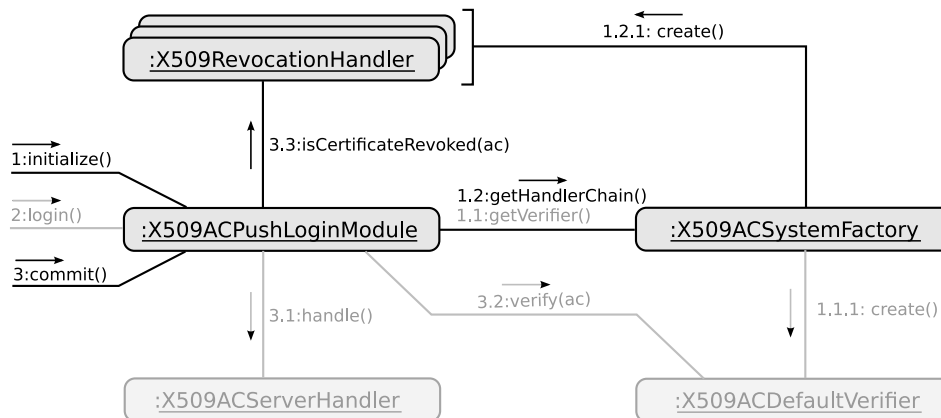 1.2.1: create()
:X509RevocationHandler
3.3:isCertificateRevoked(ac)
1:initialize()
1.2:getHandlerChain()
2:login()
1.1:getVerifier()
:X509ACPushLoginModule
:X509ACSystemFactory
3:commit()
3.2:verify(ac)
3.1:handle()
1.1.1: create()
:X509ACServerHandler
:X509ACDefaultVerifier